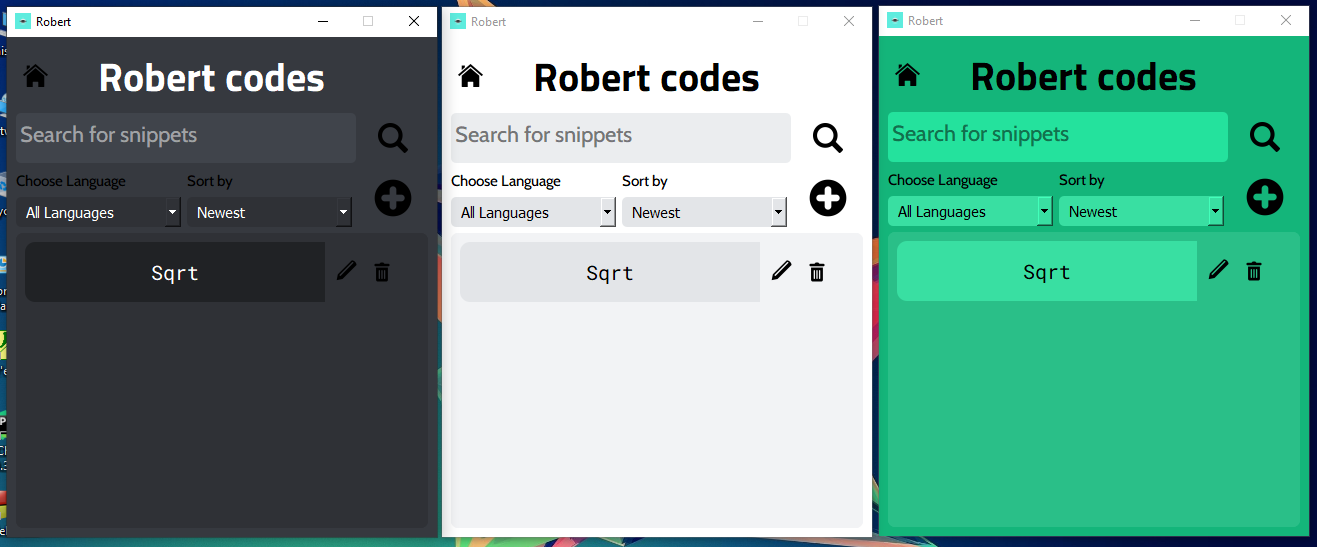 Robert
Robert codes
Search for snippets
Choose Language Sort by
All Languages Newest
Sqrt
Robert
Robert codes
Search for snippets
Choose Language Sort by
All Languages Newest
Sqrt
Robert
Robert codes
Search for snippets
Choose Language Sort by
All Languages Newest
Sqrt